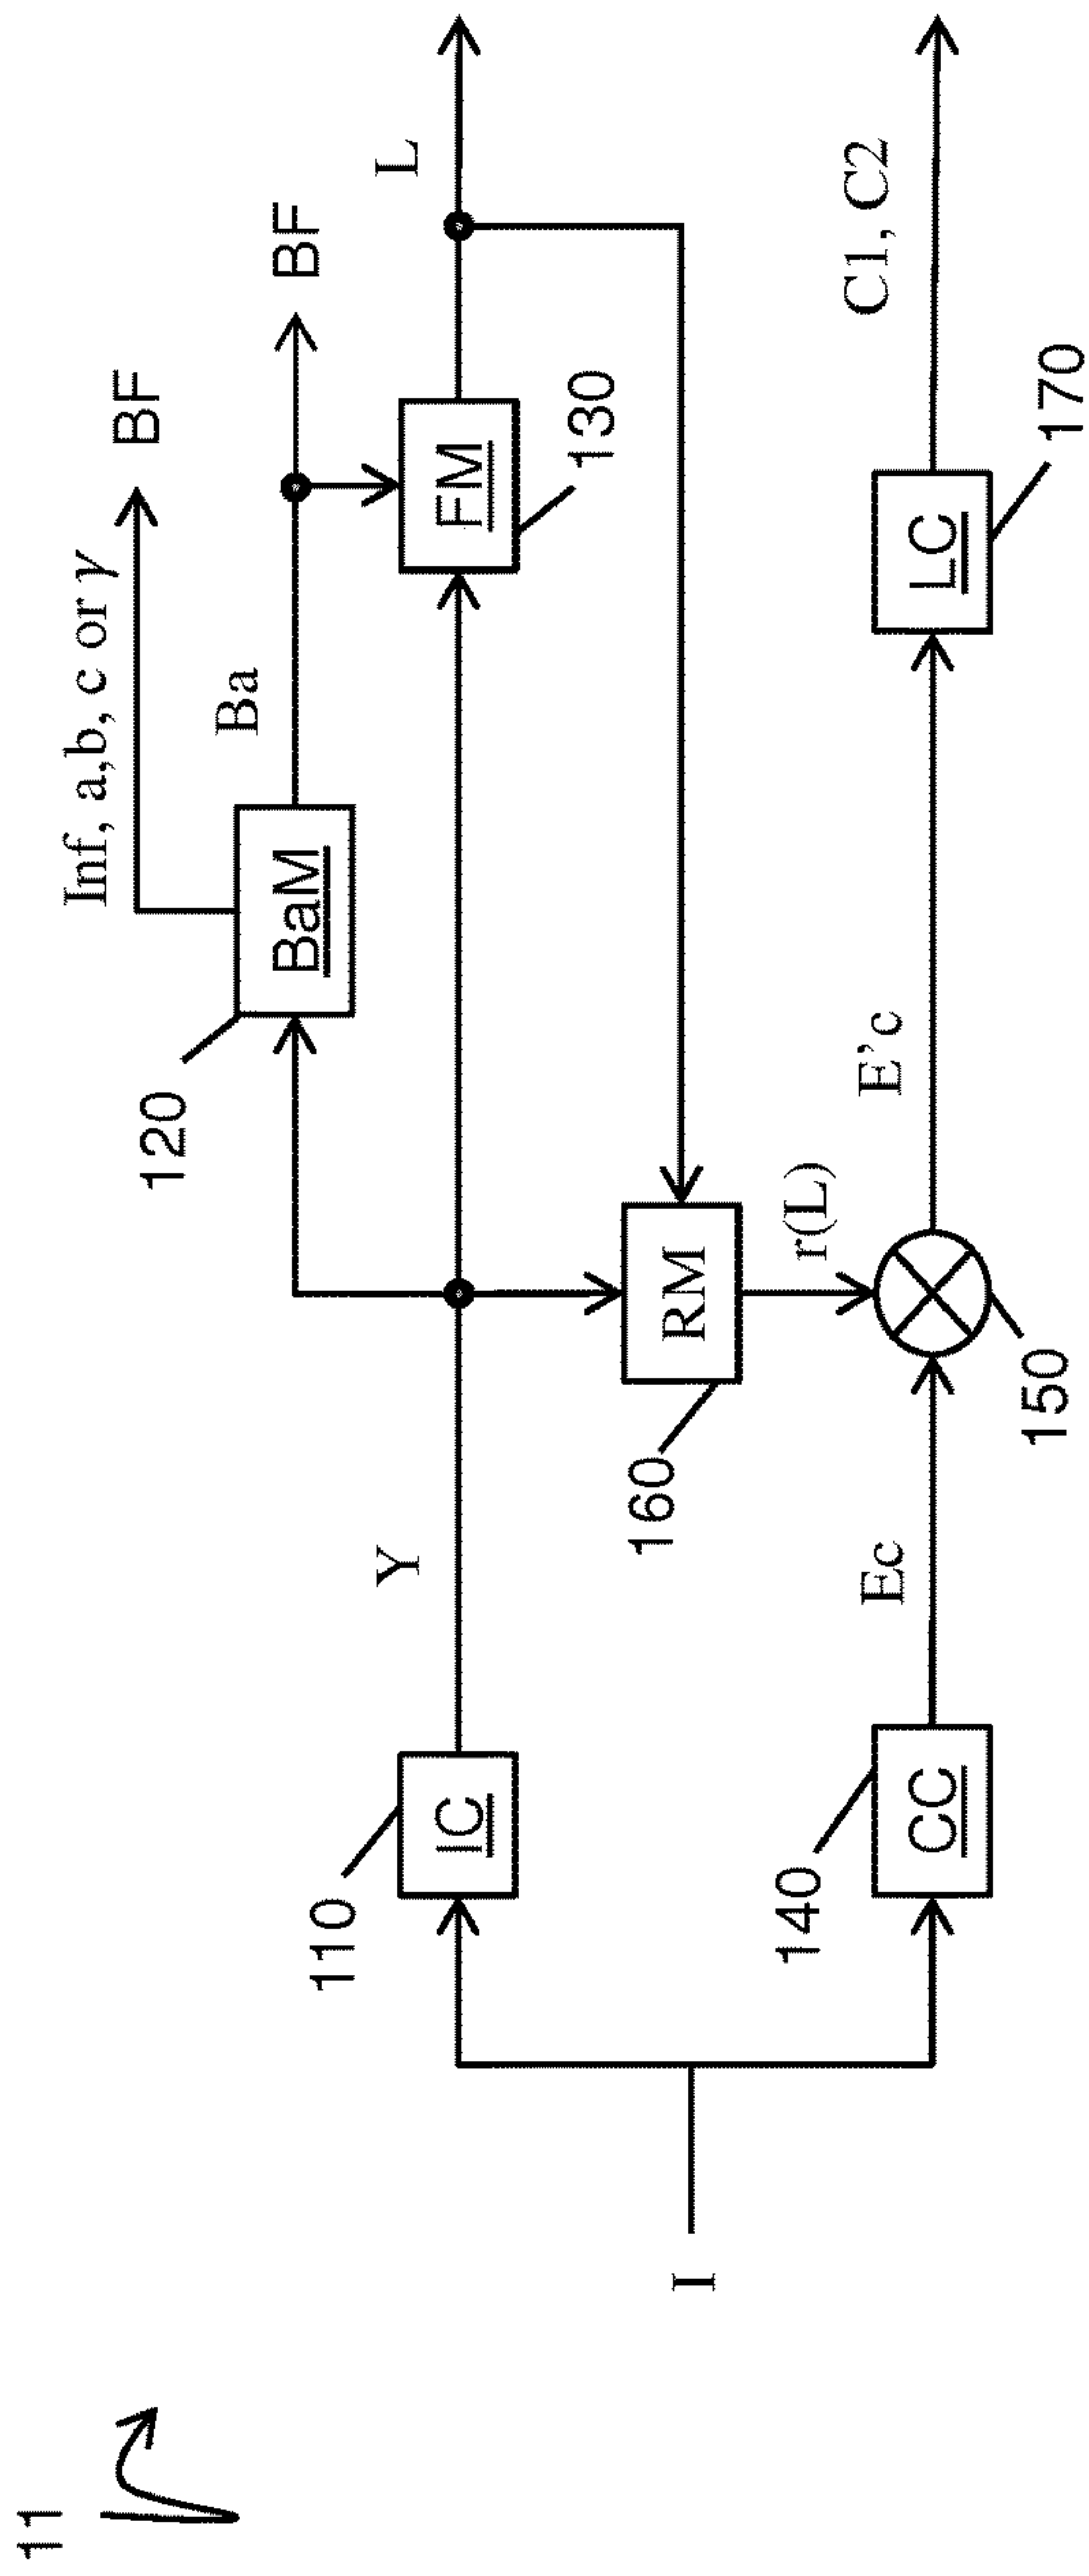 11
I
110
IC
Y
120
BaM
Inf, a,b, c or γ
BF
Ba
BF
FM
130
L
160
RM
r(L)
140
CC
Ec
150
E’c
LC
170
C1, C2